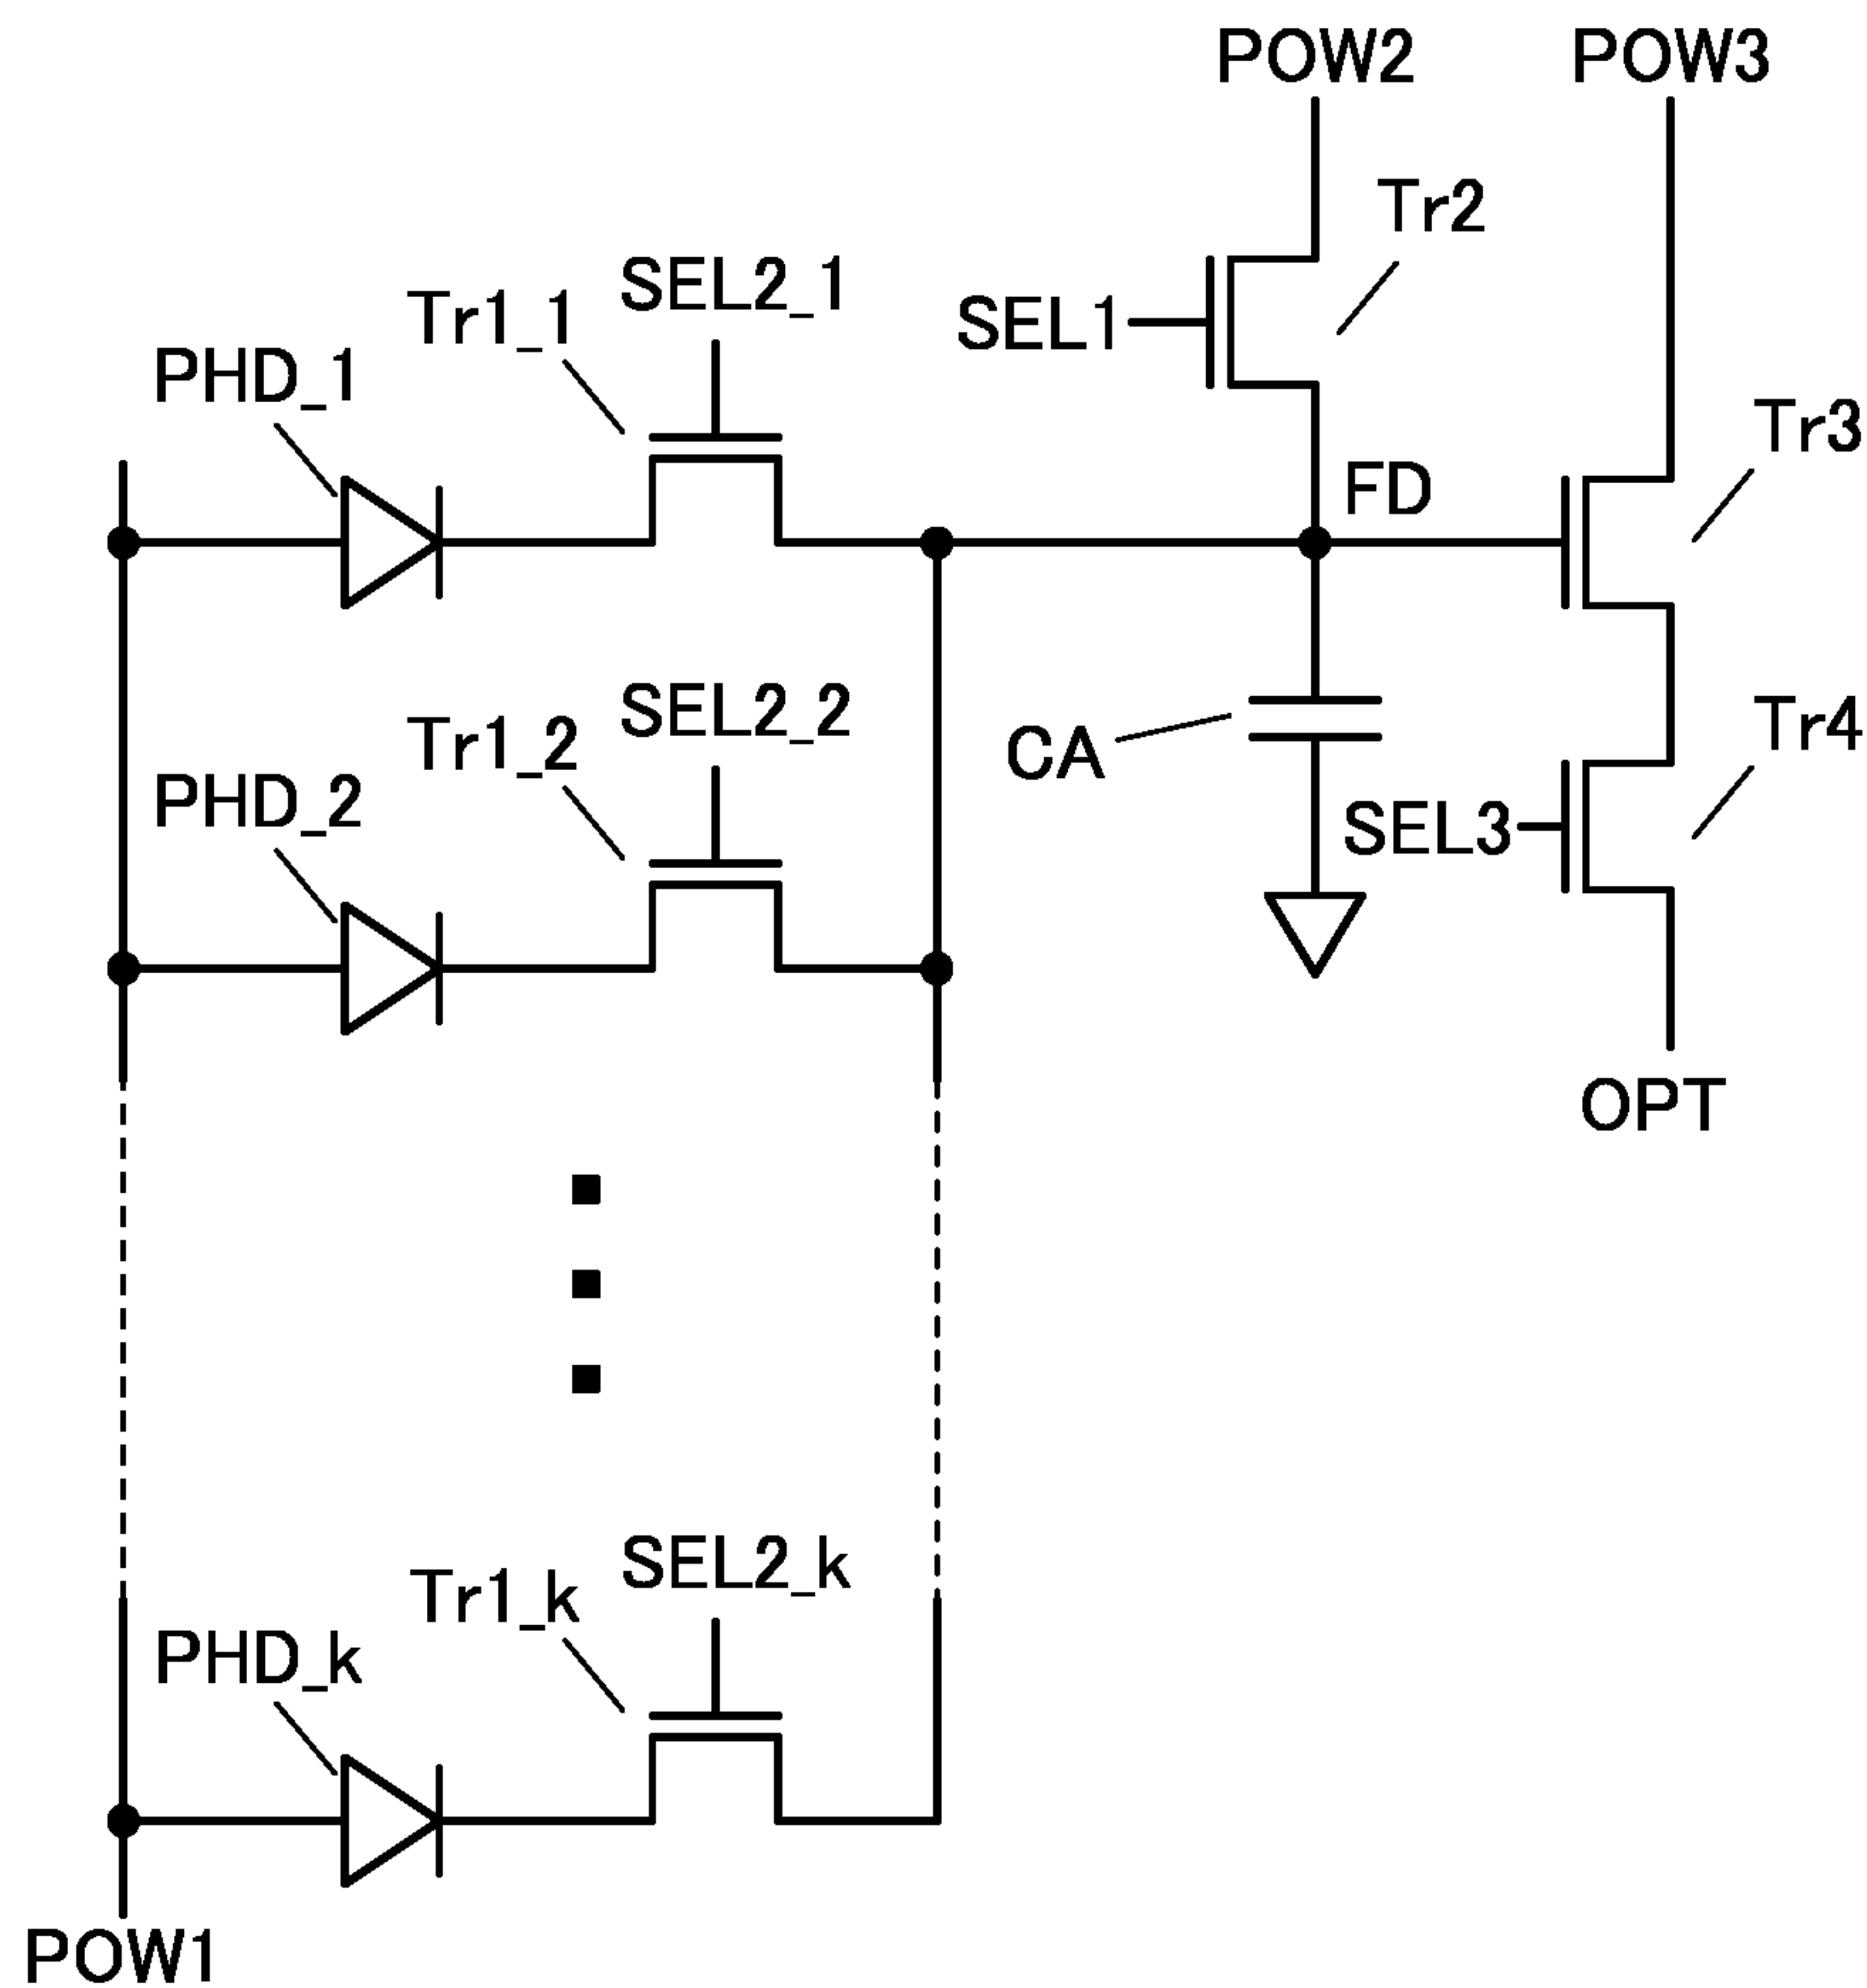 POW2 POW3
Tr2
SEL2_1
Tr1_1
SEL1
PHD_1
Tr3
FD
SEL2_2
Tr1_2
Tr4
CA
PHD_2
SEL3
OPT
SEL2_k
Tr1_k
PHD_k
POW1